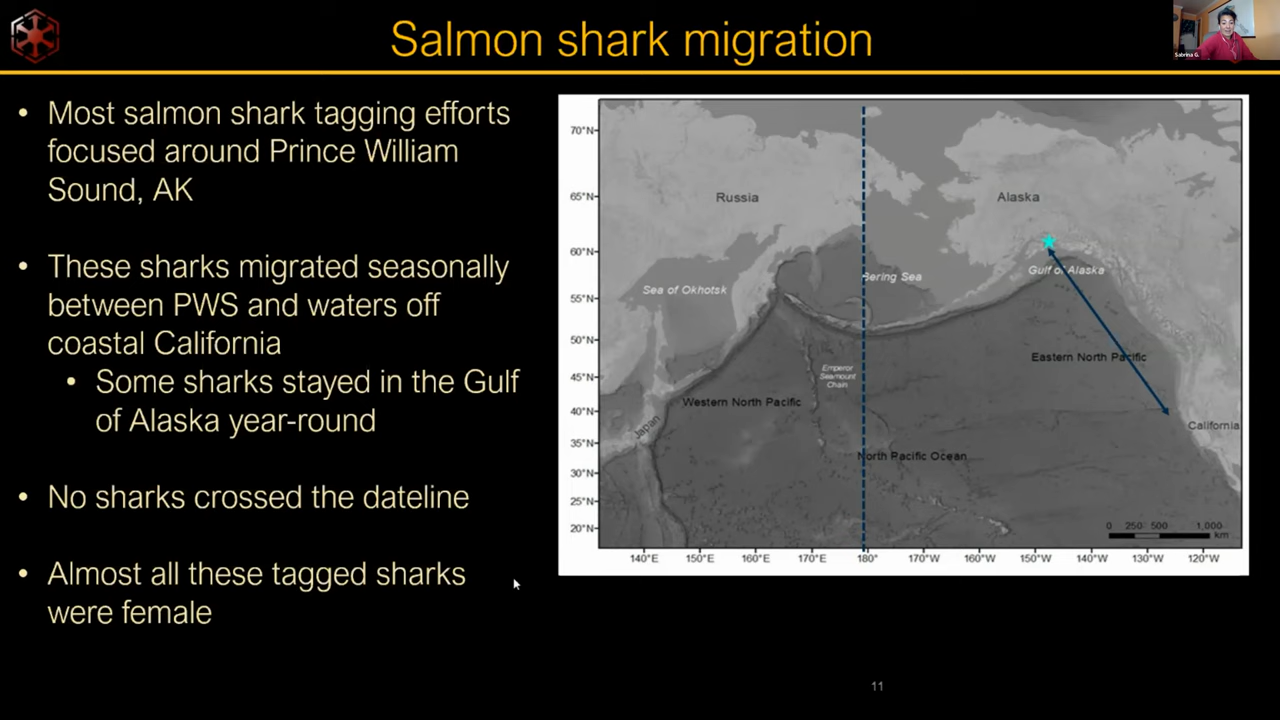 Salmon shark migration
Sabrina G.
• Most salmon shark tagging efforts
focused around Prince William
Sound, AK
• These sharks migrated seasonally
between PWS and waters off
coastal California
• Some sharks stayed in the Gulf
of Alaska year-round
• No sharks crossed the dateline
• Almost all these tagged sharks
were female
70°N
65°N
60°N
55°N
50°N
45°N
40°N
35°N
30°N
25°N
20°N
Russia
Alaska
Sea of Okhotsk
Bering Sea
Gulf of Alaska
Emperor
Seamount
Chain
Eastern North Pacific
Western North Pacific
Japan
California
North Pacific Ocean
0 250 500 1,000
km
140°E 150°E 160°E 170°E 180° 170°W 160°W 150°W 140°W 130°W 120°W
11